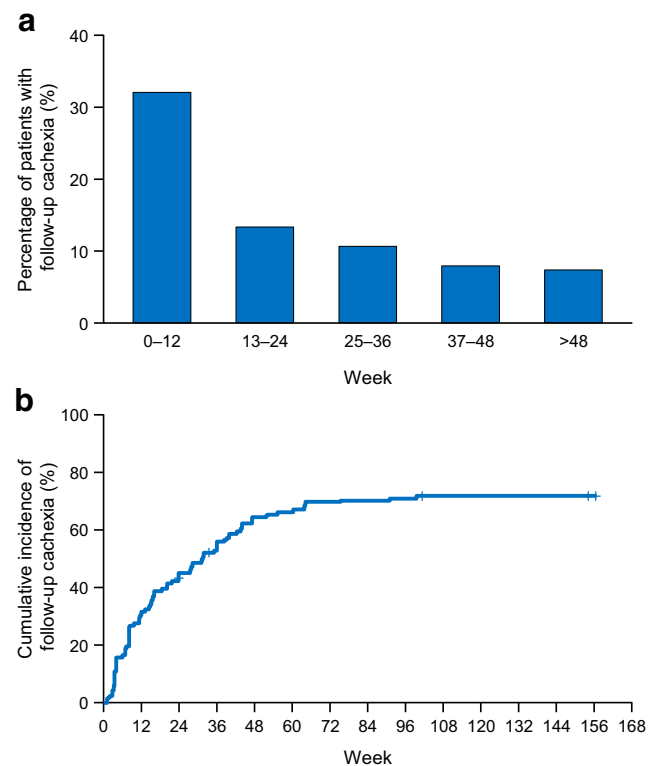 a
Percentage of patients with
follow-up cachexia (%)
40
30
20
10
0
0–12 13–24 25–36 37–48 >48
Week
b
Cumulative incidence of
follow-up cachexia (%)
100
80
60
40
20
0
0 12 24 36 48 60 72 84 96 108 120 132 144 156 168
Week